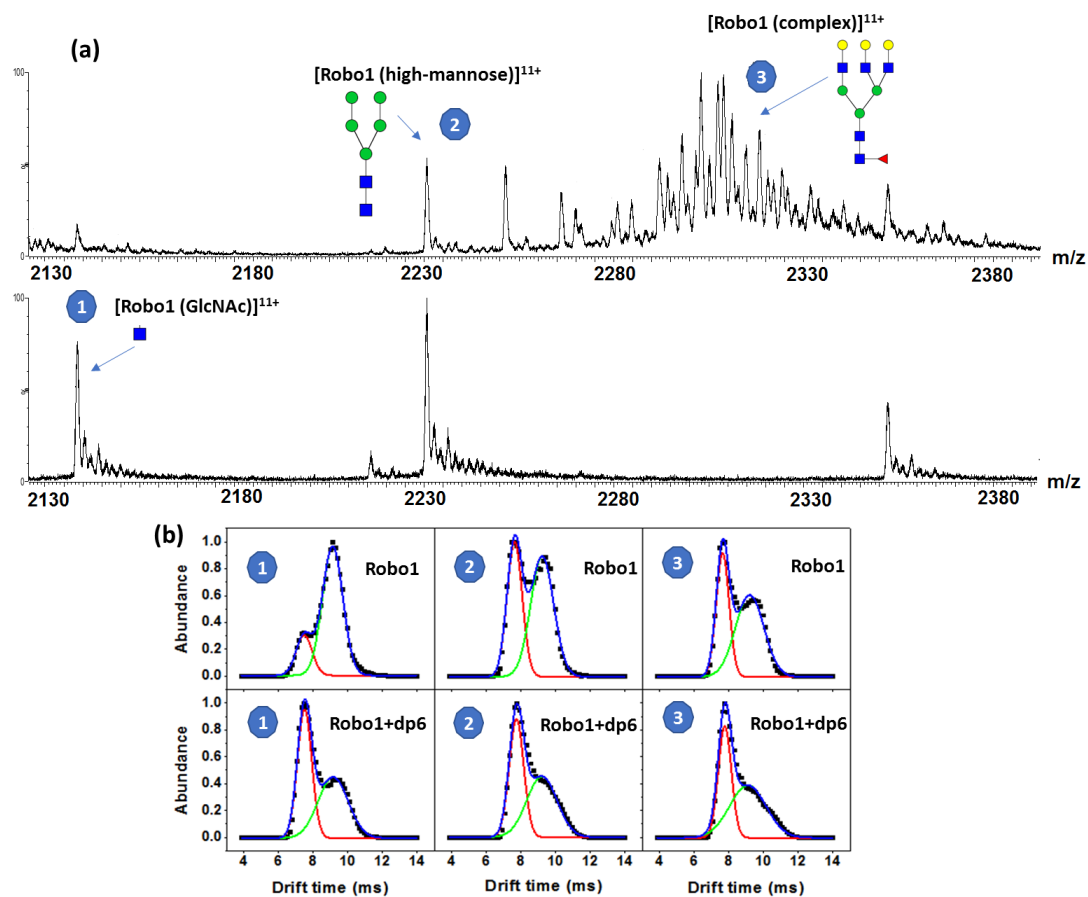 (a)
[Robo1 (complex)]¹¹⁺
[Robo1 (high-mannose)]¹¹⁺
2
3
100
0
2130 2180 2230 2280 2330 2380 m/z
1
[Robo1 (GlcNAc)]¹¹⁺
100
0
2130 2180 2230 2280 2330 2380 m/z
(b)
1 Robo1
2 Robo1
3 Robo1
Abundance
1.0
0.8
0.6
0.4
0.2
0.0
1 Robo1+dp6
2 Robo1+dp6
3 Robo1+dp6
Abundance
1.0
0.8
0.6
0.4
0.2
0.0
4 6 8 10 12 14
4 6 8 10 12 14
4 6 8 10 12 14
Drift time (ms)
Drift time (ms)
Drift time (ms)